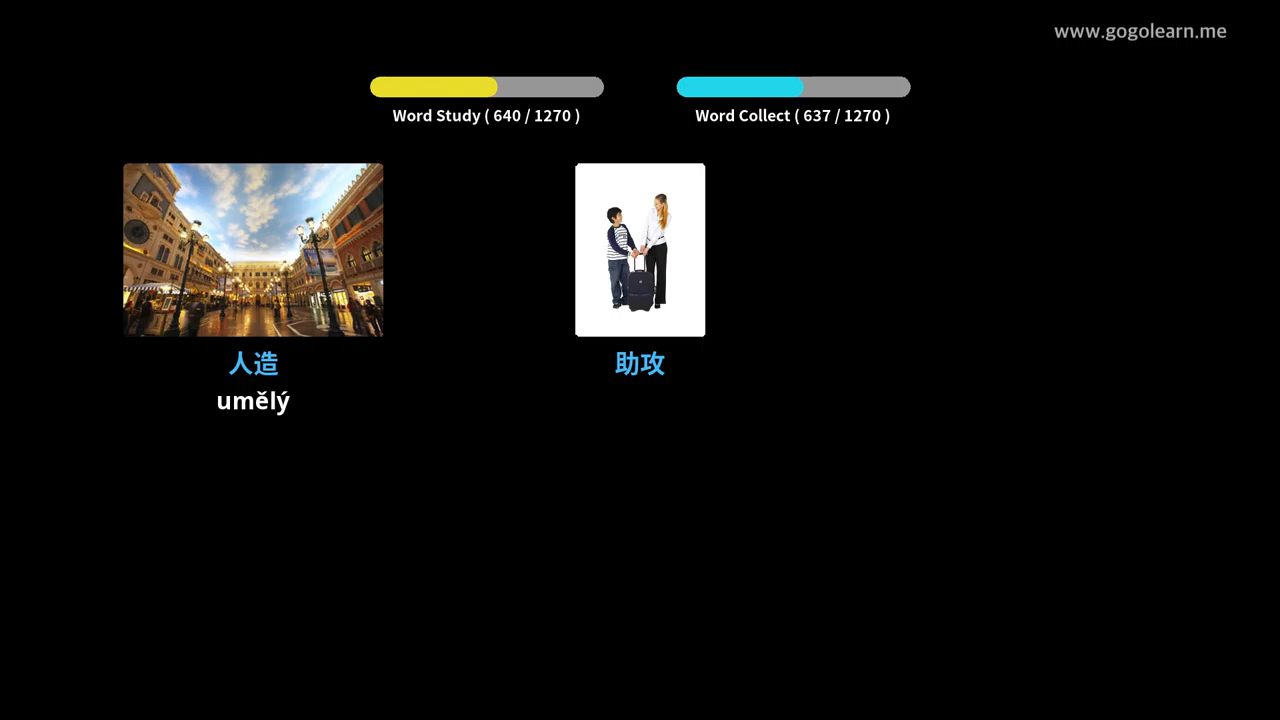 www.gogolearn.me
Word Study ( 640 / 1270 )
Word Collect ( 637 / 1270 )
人造
umělý
助攻